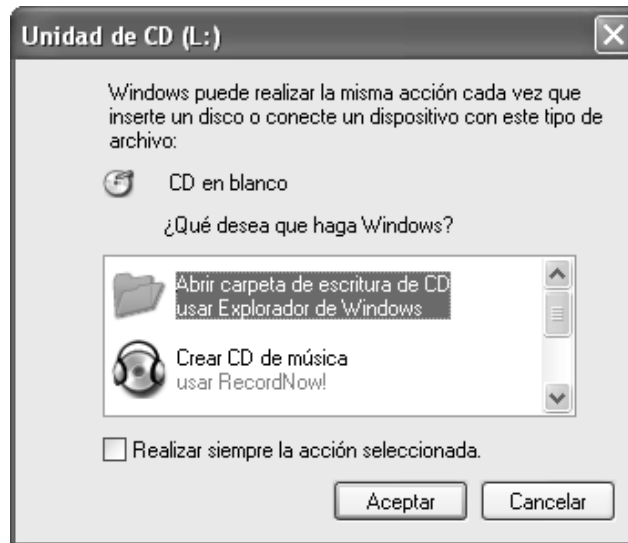 Unidad de CD (L:)
Windows puede realizar la misma acción cada vez que
inserte un disco o conecte un dispositivo con este tipo de
archivo:
CD en blanco
¿Qué desea que haga Windows?
Abrir carpeta de escritura de CD
usar Explorador de Windows
Crear CD de música
usar RecordNow!
Realizar siempre la acción seleccionada.
Aceptar
Cancelar